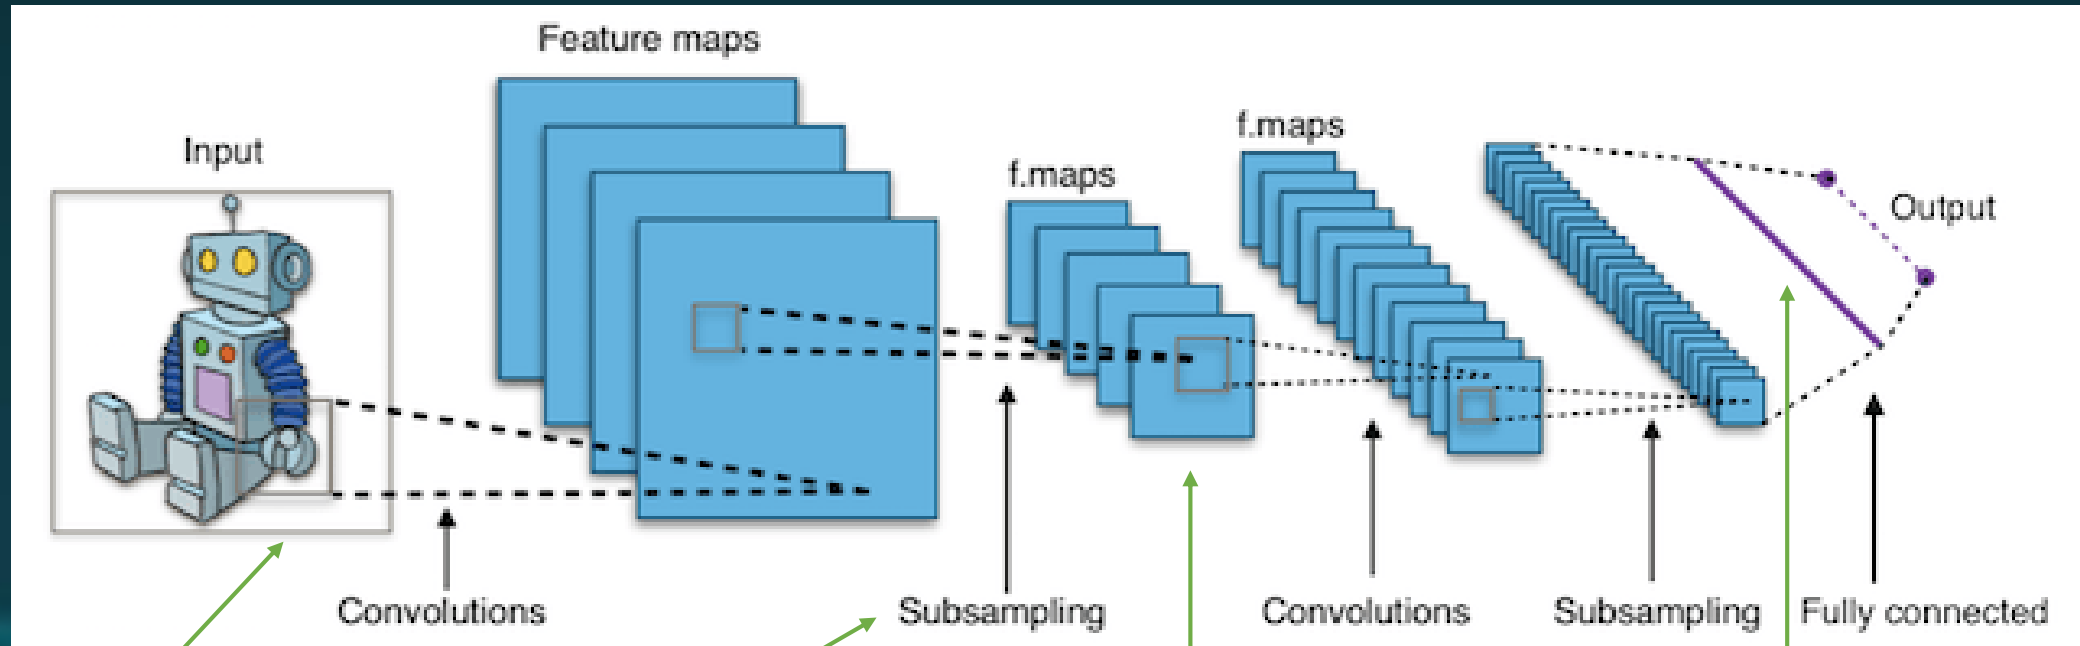 Feature maps
Input
f.maps
f.maps
Output
Convolutions
Subsampling
Convolutions
Subsampling
Fully connected